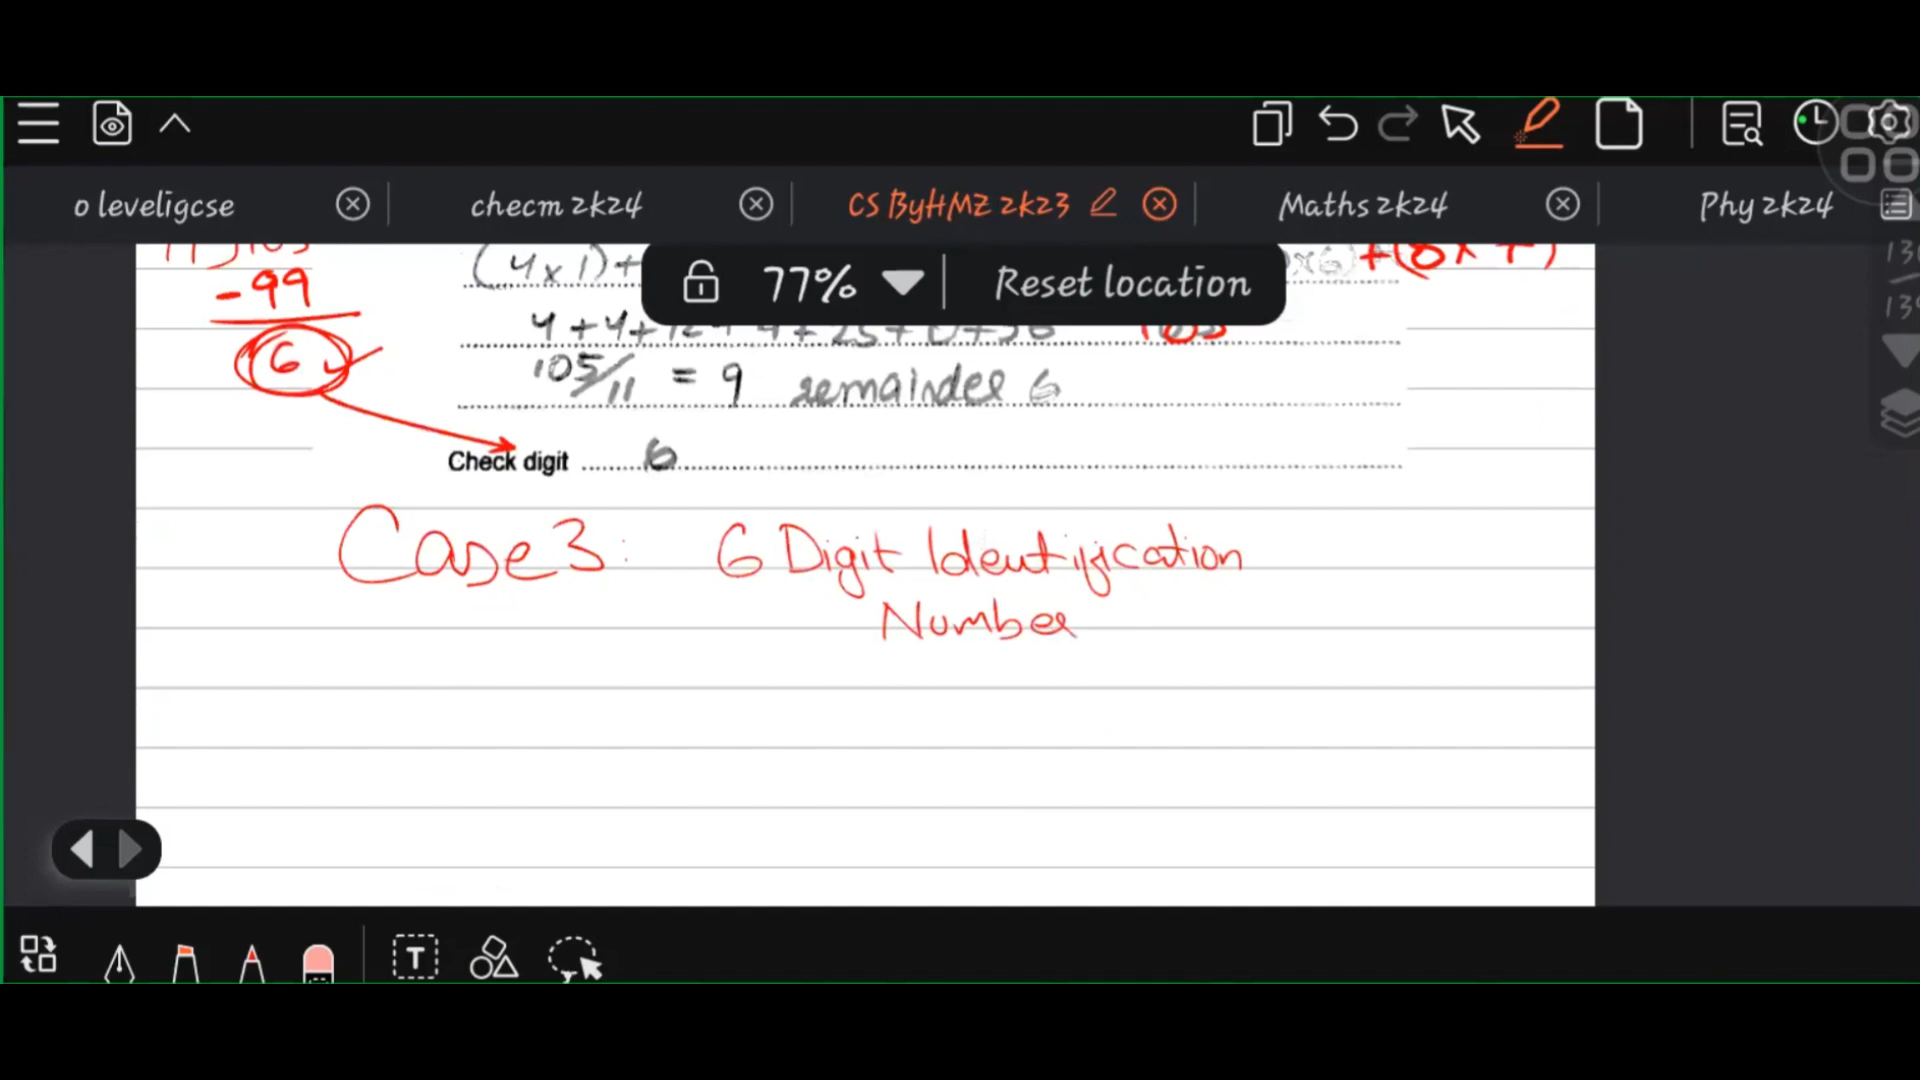 o leveligcse checm 2k24 CS ByHMZ 2k23 Maths 2k24 Phy 2k24
(4x1)+ 77% Reset location
-99
105/11 = 9 remainder 6
6
Check digit 6
Case 3: 6 Digit Identification
Number
T